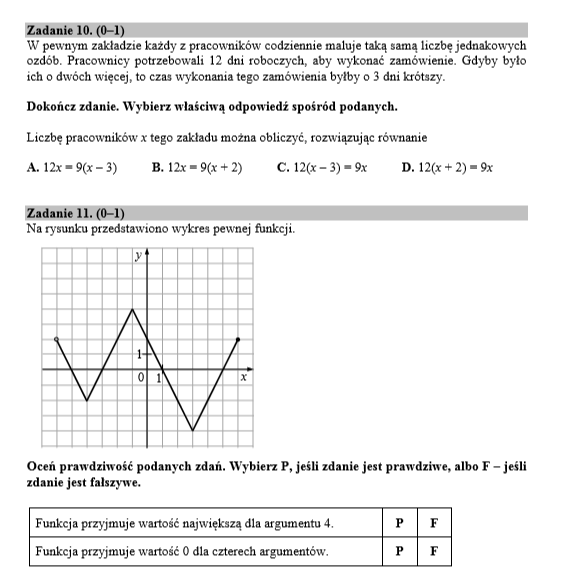 Zadanie 10. (0–1)
W pewnym zakładzie każdy z pracowników codziennie maluje taką samą liczbę jednakowych
ozdób. Pracownicy potrzebowali 12 dni roboczych, aby wykonać zamówienie. Gdyby było
ich o dwóch więcej, to czas wykonania tego zamówienia byłby o 3 dni krótszy.
Dokończ zdanie. Wybierz właściwą odpowiedź spośród podanych.
Liczbę pracowników x tego zakładu można obliczyć, rozwiązując równanie
A. 12x = 9(x – 3) B. 12x = 9(x + 2) C. 12(x – 3) = 9x D. 12(x + 2) = 9x
Zadanie 11. (0–1)
Na rysunku przedstawiono wykres pewnej funkcji.
y
1
0 1 x
Oceń prawdziwość podanych zdań. Wybierz P, jeśli zdanie jest prawdziwe, albo F – jeśli
zdanie jest fałszywe.
Funkcja przyjmuje wartość największą dla argumentu 4. P F
Funkcja przyjmuje wartość 0 dla czterech argumentów. P F